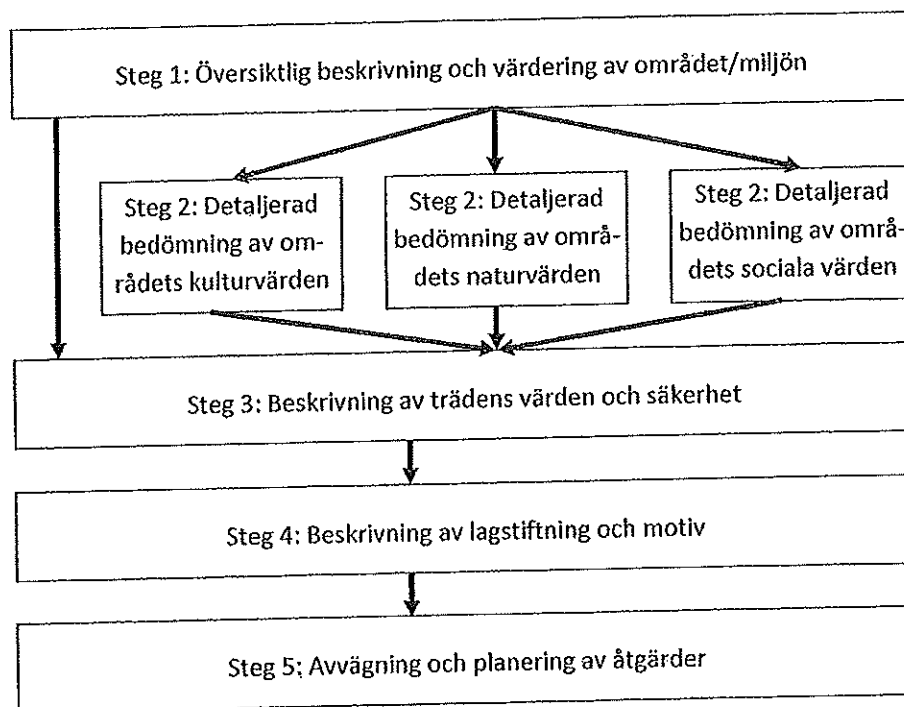 Steg 1: Översiktlig beskrivning och värdering av området/miljön
Steg 2: Detaljerad
bedömning av om-
rådets kulturvärden
Steg 2: Detaljerad
bedömning av områ-
dets naturvärden
Steg 2: Detaljerad
bedömning av områ-
dets sociala värden
Steg 3: Beskrivning av trädens värden och säkerhet
Steg 4: Beskrivning av lagstiftning och motiv
Steg 5: Avvägning och planering av åtgärder